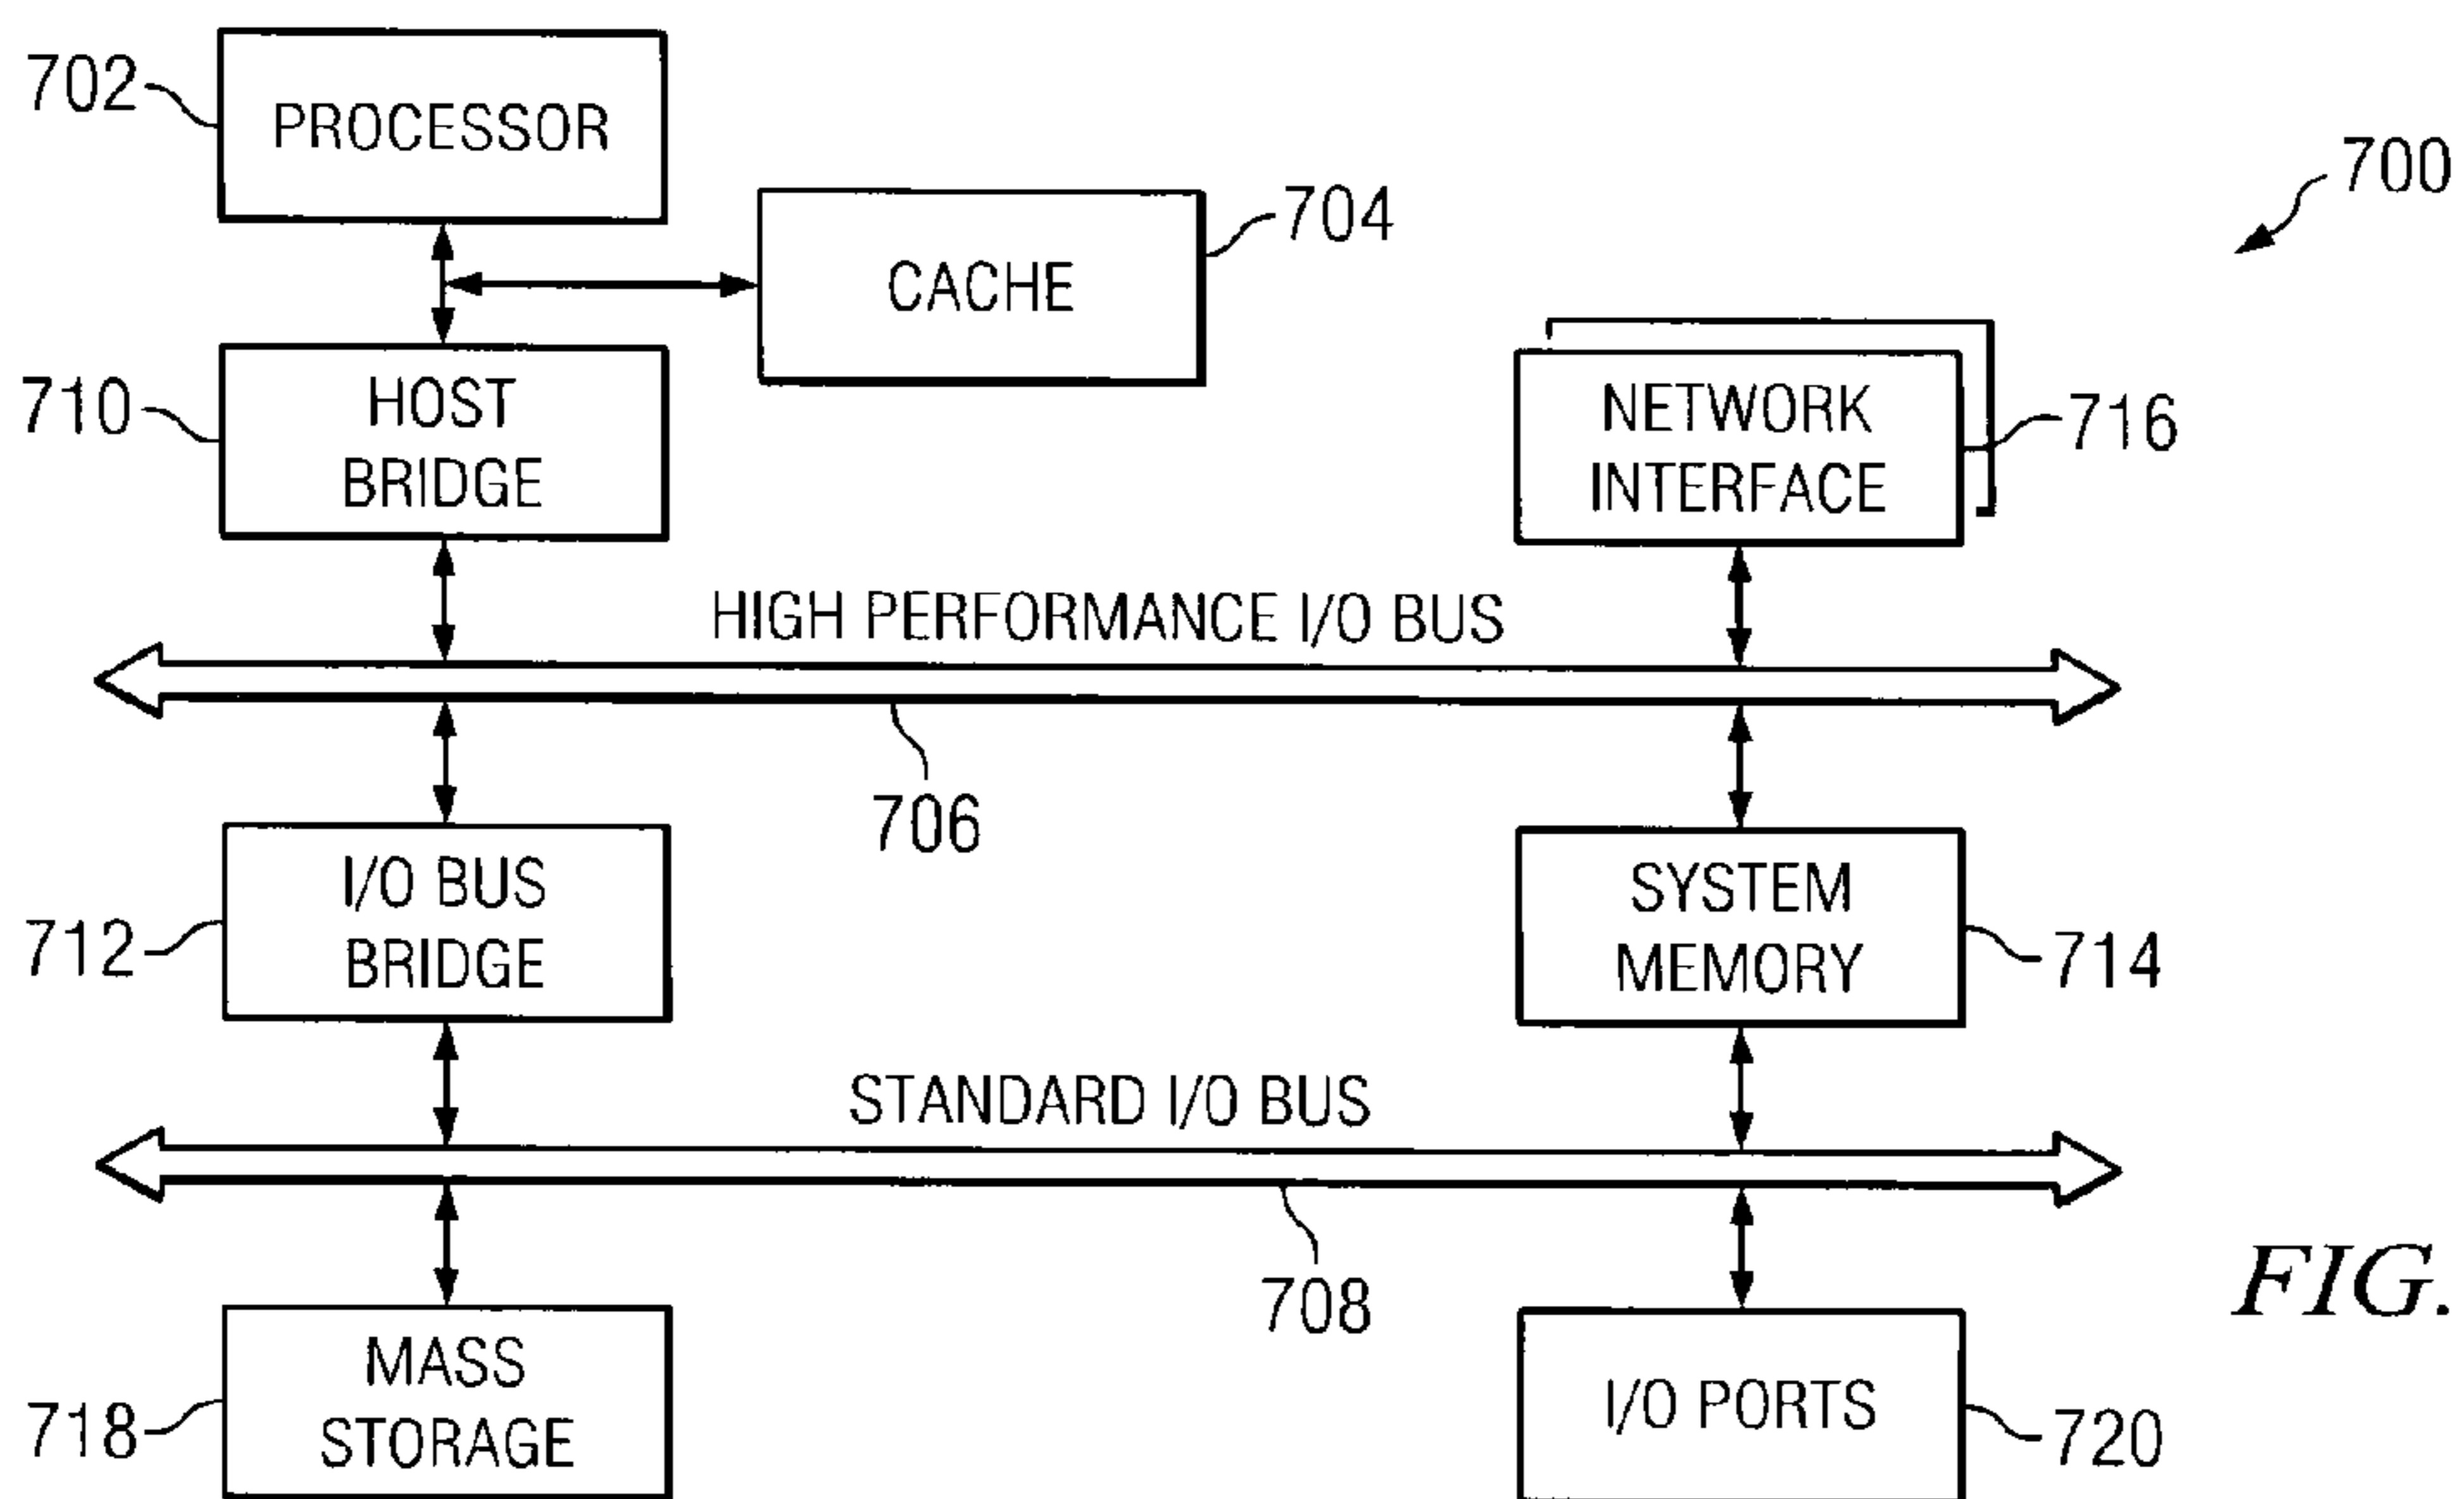 702
PROCESSOR
700
704
CACHE
710
HOST
BRIDGE
NETWORK
INTERFACE
716
HIGH PERFORMANCE I/O BUS
706
712
I/O BUS
BRIDGE
SYSTEM
MEMORY
714
STANDARD I/O BUS
708
FIG.
718
MASS
STORAGE
I/O PORTS
720